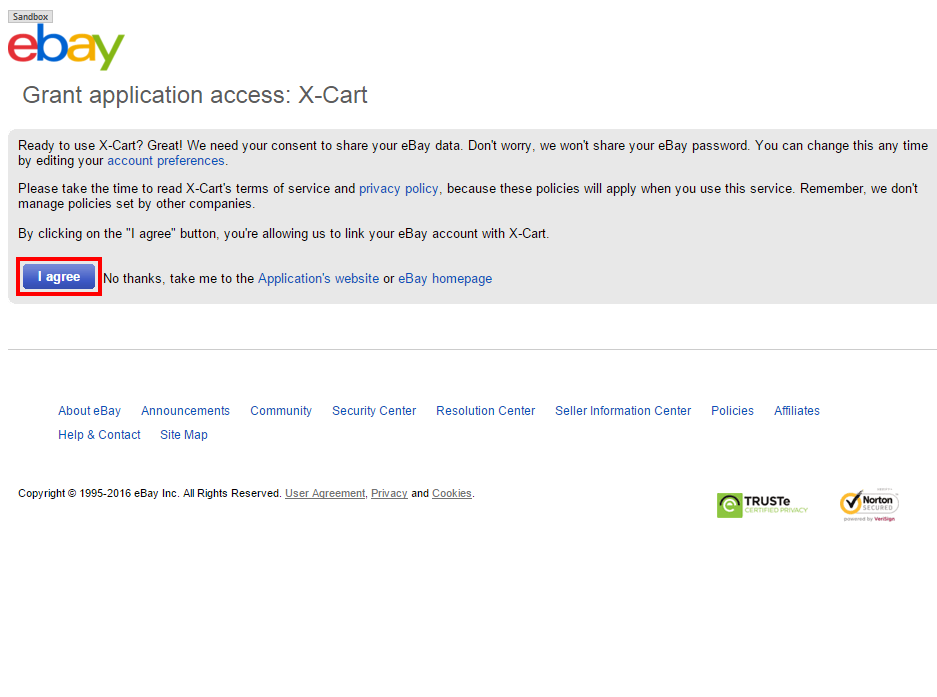 Sandbox
ebay
Grant application access: X-Cart
Ready to use X-Cart? Great! We need your consent to share your eBay data. Don't worry, we won't share your eBay password. You can change this any time
by editing your account preferences.
Please take the time to read X-Cart's terms of service and privacy policy, because these policies will apply when you use this service. Remember, we don't
manage policies set by other companies.
By clicking on the "I agree" button, you're allowing us to link your eBay account with X-Cart.
I agree No thanks, take me to the Application's website or eBay homepage
About eBay Announcements Community Security Center Resolution Center Seller Information Center Policies Affiliates
Help & Contact Site Map
Copyright © 1995-2016 eBay Inc. All Rights Reserved. User Agreement, Privacy and Cookies.
TRUSTe
CERTIFIED PRIVACY
Norton
SECURED
powered by VeriSign